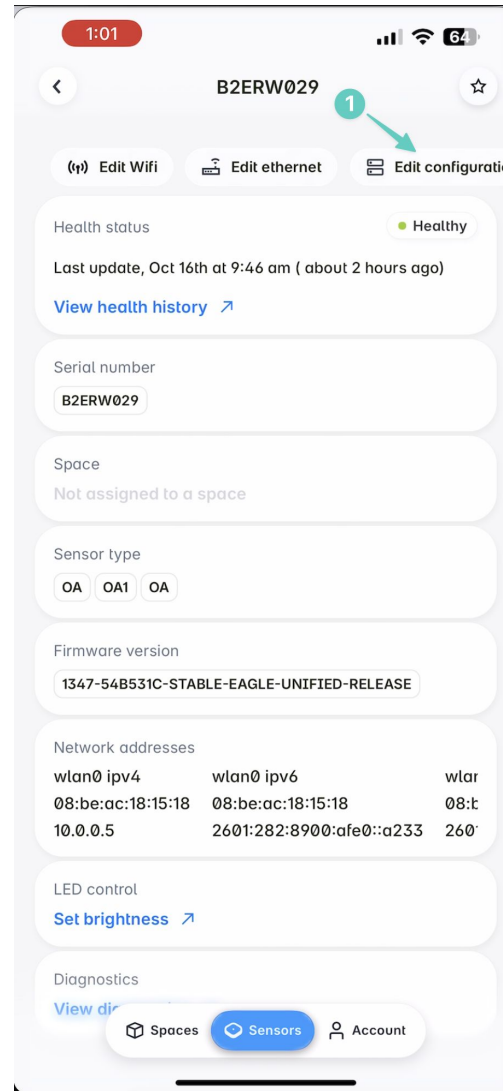 1:01
64
B2ERW029
1
Edit Wifi
Edit ethernet
Edit configurati
Health status
Healthy
Last update, Oct 16th at 9:46 am ( about 2 hours ago)
View health history
Serial number
B2ERW029
Space
Not assigned to a space
Sensor type
OA OA1 OA
Firmware version
1347-54B531C-STABLE-EAGLE-UNIFIED-RELEASE
Network addresses
wlan0 ipv4 wlan0 ipv6
08:be:ac:18:15:18 08:be:ac:18:15:18
10.0.0.5 2601:282:8900:afe0::a233
LED control
Set brightness
Diagnostics
View
Spaces Sensors Account